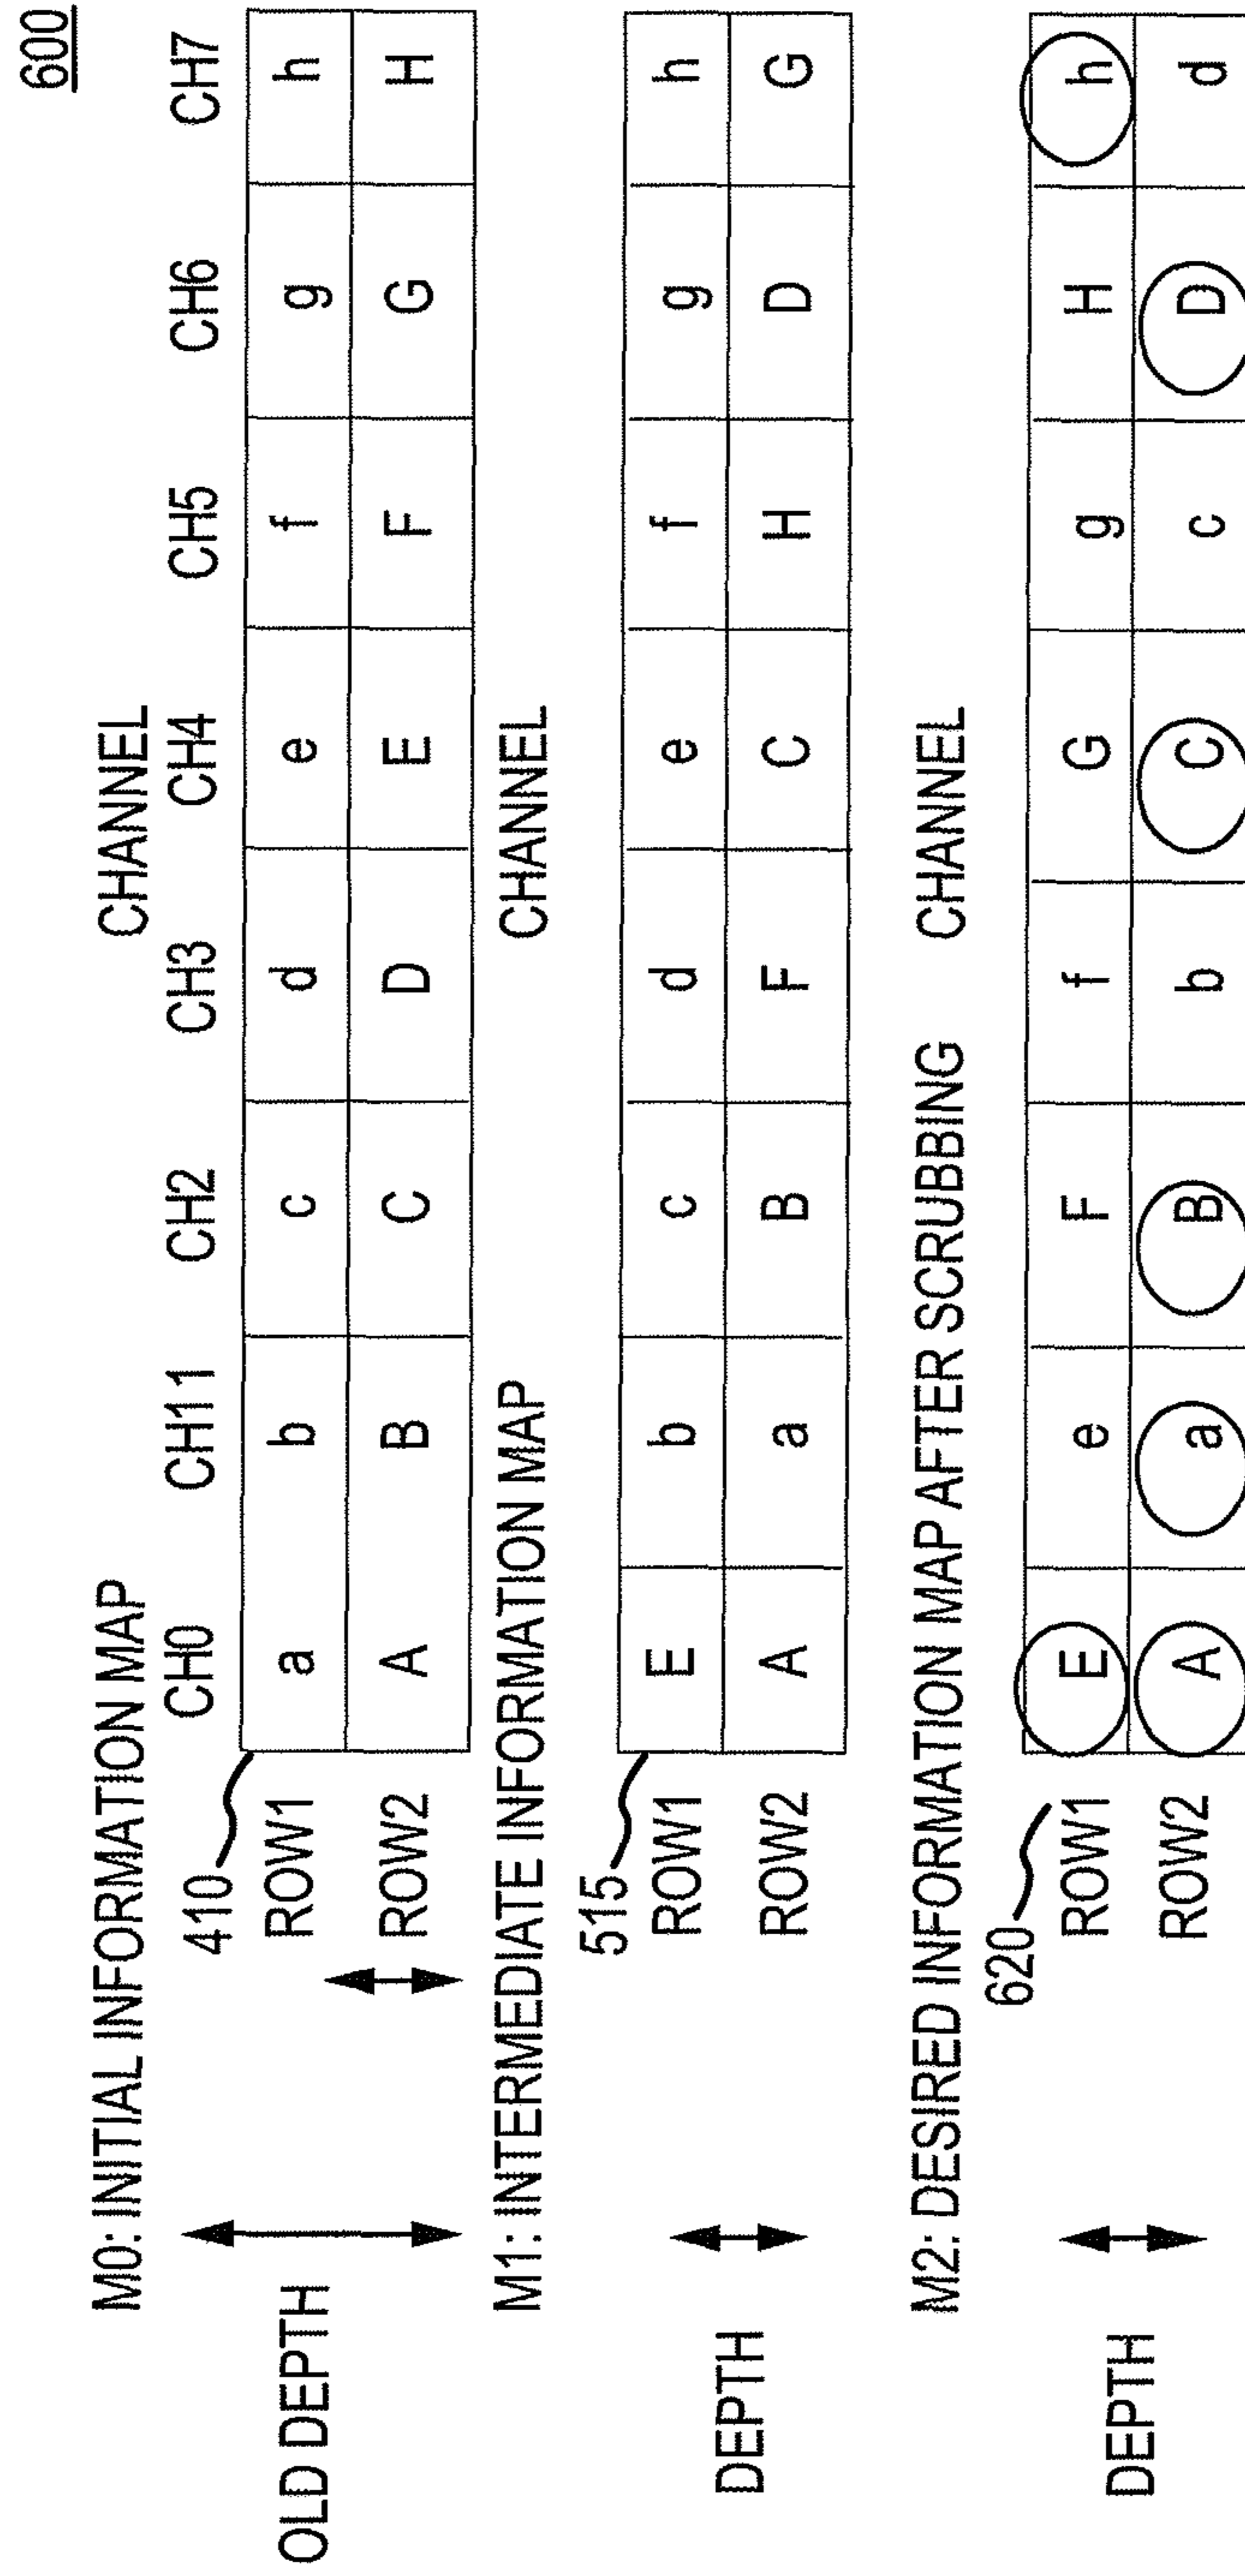 600
M0: INITIAL INFORMATION MAP
CHANNEL
CH0 CH11 CH2 CH3 CH4 CH5 CH6 CH7
410
OLD DEPTH
ROW1 a b c d e f g h
ROW2 A B C D E F G H
M1: INTERMEDIATE INFORMATION MAP
CHANNEL
515
DEPTH
ROW1 E b c d e f g h
ROW2 A a B F C H D G
M2: DESIRED INFORMATION MAP AFTER SCRUBBING
CHANNEL
620
DEPTH
ROW1 E e F f G g H h
ROW2 A a B b C c D d